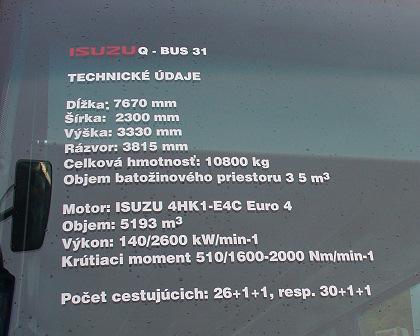 ISUZU Q - BUS 31
TECHNICKÉ ÚDAJE
Dĺžka: 7670 mm
Šírka: 2300 mm
Výška: 3330 mm
Rázvor: 3815 mm
Celková hmotnosť: 10800 kg
Objem batožinového priestoru 3 5 m³
Motor: ISUZU 4HK1-E4C Euro 4
Objem: 5193 m³
Výkon: 140/2600 kW/min-1
Krútiaci moment 510/1600-2000 Nm/min-1
Počet cestujúcich: 26+1+1, resp. 30+1+1